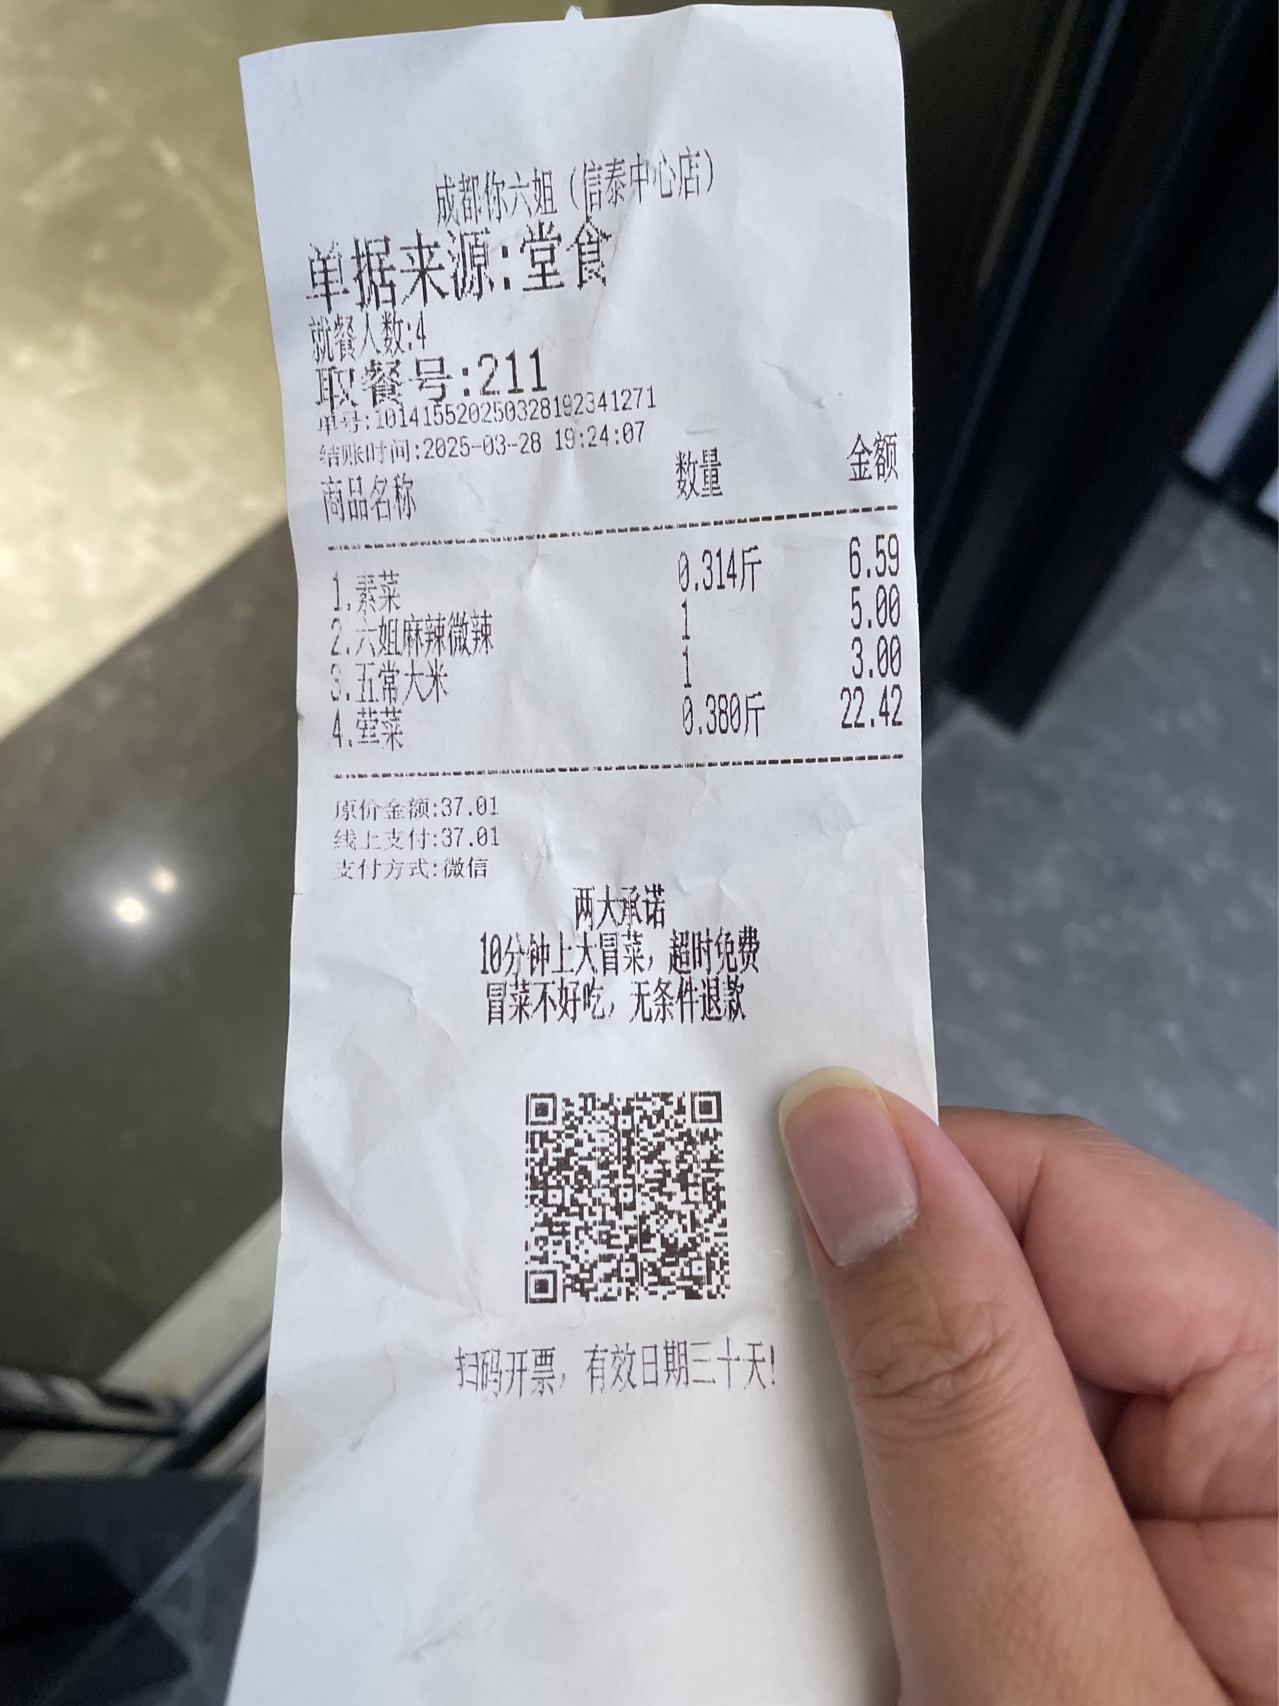 成都你六姐（信泰中心店）
单据来源:堂食
就餐人数:4
取餐号:211
单号:10141552025032819234127​1
结账时间:2025-03-28 19:24:07
商品名称 数量 金额
1.素菜 0.314斤 6.59
2.六姐麻辣微辣 1 5.00
3.五常大米 1 3.00
4.荤菜 0.380斤 22.42
原价金额:37.01
线上支付:37.01
支付方式:微信
两大承诺
10分钟上大冒菜，超时免费
冒菜不好吃，无条件退款
扫码开票，有效日期三十天!